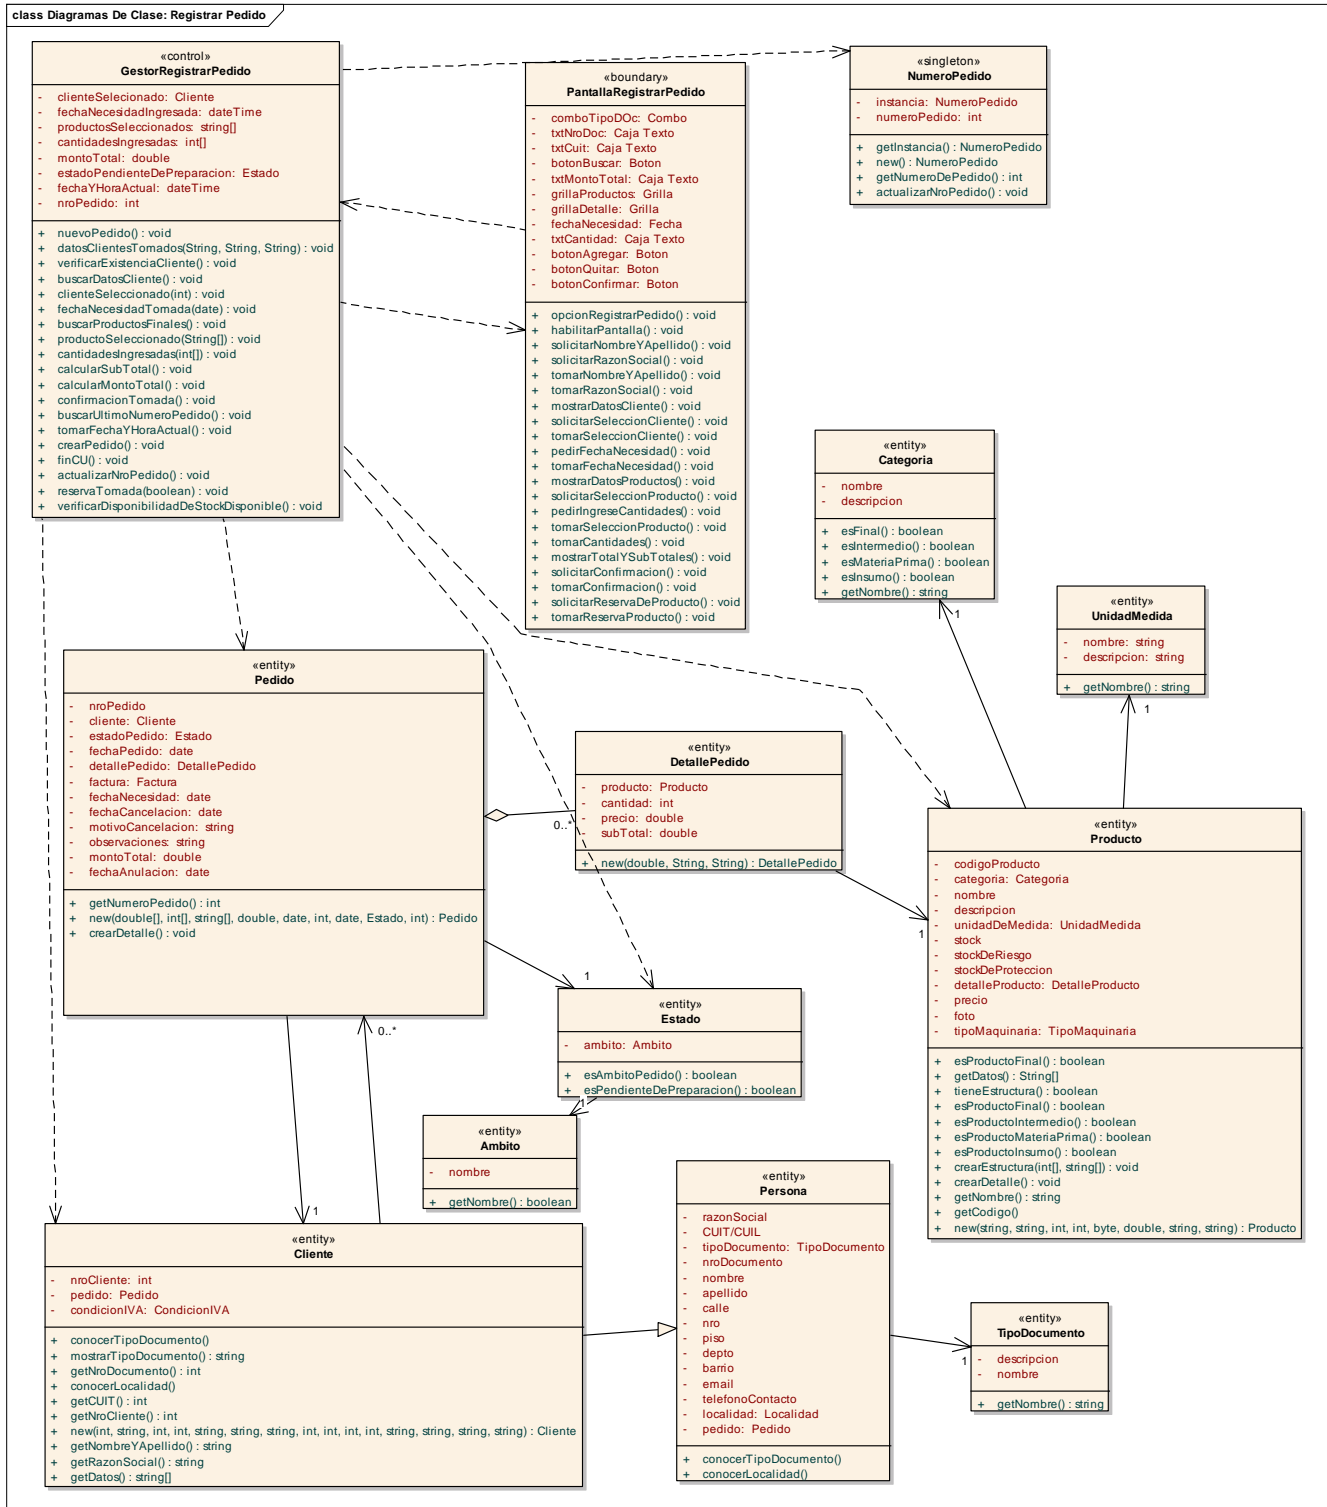 class Diagramas De Clase: Registrar Pedido
«control»
GestorRegistrarPedido
- clienteSelecionado: Cliente
- fechaNecesidadIngresada: dateTime
- productosSeleccionados: string[]
- cantidadesIngresadas: int[]
- montoTotal: double
- estadoPendienteDePreparacion: Estado
- fechaYHoraActual: dateTime
- nroPedido: int
+ nuevoPedido() : void
+ datosClientesTomados(String, String, String) : void
+ verificarExistenciaCliente() : void
+ buscarDatosCliente() : void
+ clienteSeleccionado(int) : void
+ fechaNecesidadTomada(date) : void
+ buscarProductosFinales() : void
+ productoSeleccionado(String[]) : void
+ cantidadesIngresadas(int[]) : void
+ calcularSubTotal() : void
+ calcularMontoTotal() : void
+ confirmacionTomada() : void
+ buscarUltimoNumeroPedido() : void
+ tomarFechaYHoraActual() : void
+ crearPedido() : void
+ finCU() : void
+ actualizarNroPedido() : void
+ reservaTomada(boolean) : void
+ verificarDisponibilidadDeStockDisponible() : void
«boundary»
PantallaRegistrarPedido
- comboTipoDOc: Combo
- txtNroDoc: Caja Texto
- txtCuit: Caja Texto
- botonBuscar: Boton
- txtMontoTotal: Caja Texto
- grillaProductos: Grilla
- grillaDetalle: Grilla
- fechaNecesidad: Fecha
- txtCantidad: Caja Texto
- botonAgregar: Boton
- botonQuitar: Boton
- botonConfirmar: Boton
+ opcionRegistrarPedido() : void
+ habilitarPantalla() : void
+ solicitarNombreYApellido() : void
+ solicitarRazonSocial() : void
+ tomarNombreYApellido() : void
+ tomarRazonSocial() : void
+ mostrarDatosCliente() : void
+ solicitarSeleccionCliente() : void
+ tomarSeleccionCliente() : void
+ pedirFechaNecesidad() : void
+ tomarFechaNecesidad() : void
+ mostrarDatosProductos() : void
+ solicitarSeleccionProducto() : void
+ pedirIngreseCantidades() : void
+ tomarSeleccionProducto() : void
+ tomarCantidades() : void
+ mostrarTotalYSubTotales() : void
+ solicitarConfirmacion() : void
+ tomarConfirmacion() : void
+ solicitarReservaDeProducto() : void
+ tomarReservaProducto() : void
«singleton»
NumeroPedido
- instancia: NumeroPedido
- numeroPedido: int
+ getInstancia() : NumeroPedido
+ new() : NumeroPedido
+ getNumeroDePedido() : int
+ actualizarNroPedido() : void
«entity»
Categoria
- nombre
- descripcion
+ esFinal() : boolean
+ esIntermedio() : boolean
+ esMateriaPrima() : boolean
+ esInsumo() : boolean
+ getNombre() : string
1
«entity»
UnidadMedida
- nombre: string
- descripcion: string
+ getNombre() : string
1
«entity»
Pedido
- nroPedido
- cliente: Cliente
- estadoPedido: Estado
- fechaPedido: date
- detallePedido: DetallePedido
- factura: Factura
- fechaNecesidad: date
- fechaCancelacion: date
- motivoCancelacion: string
- observaciones: string
- montoTotal: double
- fechaAnulacion: date
+ getNumeroPedido() : int
+ new(double[], int[], string[], double, date, int, date, Estado, int) : Pedido
+ crearDetalle() : void
0..*
«entity»
DetallePedido
- producto: Producto
- cantidad: int
- precio: double
- subTotal: double
+ new(double, String, String) : DetallePedido
0..*
1
«entity»
Producto
- codigoProducto
- categoria: Categoria
- nombre
- descripcion
- unidadDeMedida: UnidadMedida
- stock
- stockDeRiesgo
- stockDeProteccion
- detalleProducto: DetalleProducto
- precio
- foto
- tipoMaquinaria: TipoMaquinaria
+ esProductoFinal() : boolean
+ getDatos() : String[]
+ tieneEstructura() : boolean
+ esProductoFinal() : boolean
+ esProductoIntermedio() : boolean
+ esProductoMateriaPrima() : boolean
+ esProductoInsumo() : boolean
+ crearEstructura(int[], string[]) : void
+ crearDetalle() : void
+ getNombre() : string
+ getCodigo()
+ new(string, string, int, int, byte, double, string, string) : Producto
1
«entity»
Estado
- ambito: Ambito
+ esAmbitoPedido() : boolean
+ esPendienteDePreparacion() : boolean
1
«entity»
Ambito
- nombre
+ getNombre() : boolean
1
«entity»
Cliente
- nroCliente: int
- pedido: Pedido
- condicionIVA: CondicionIVA
+ conocerTipoDocumento()
+ mostrarTipoDocumento() : string
+ getNroDocumento() : int
+ conocerLocalidad()
+ getCUIT() : int
+ getNroCliente() : int
+ new(int, string, int, int, string, string, string, int, int, int, int, string, string, string, string) : Cliente
+ getNombreYApellido() : string
+ getRazonSocial() : string
+ getDatos() : string[]
«entity»
Persona
- razonSocial
- CUIT/CUIL
- tipoDocumento: TipoDocumento
- nroDocumento
- nombre
- apellido
- calle
- nro
- piso
- depto
- barrio
- email
- telefonoContacto
- localidad: Localidad
- pedido: Pedido
+ conocerTipoDocumento()
+ conocerLocalidad()
«entity»
TipoDocumento
- descripcion
- nombre
+ getNombre() : string
1